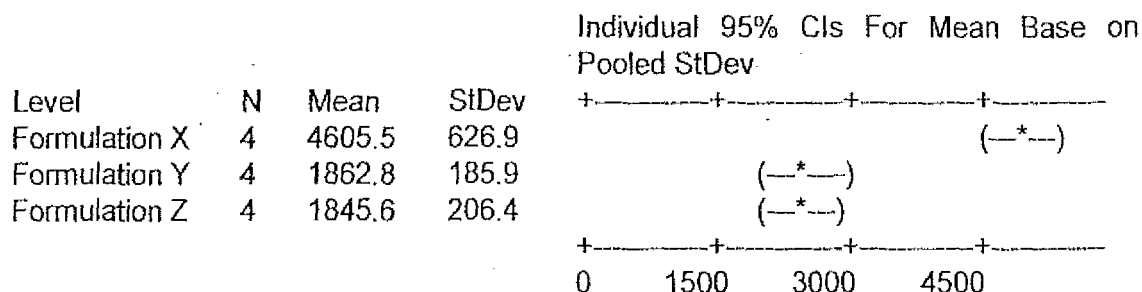 Individual 95% CIs For Mean Base on
Pooled StDev
Level N Mean StDev +-----------+-----------+-----------+-----------
Formulation X 4 4605.5 626.9 (---*---)
Formulation Y 4 1862.8 185.9 (---*----)
Formulation Z 4 1845.6 206.4 (---*---)
+-----------+-----------+-----------+-----------
0 1500 3000 4500